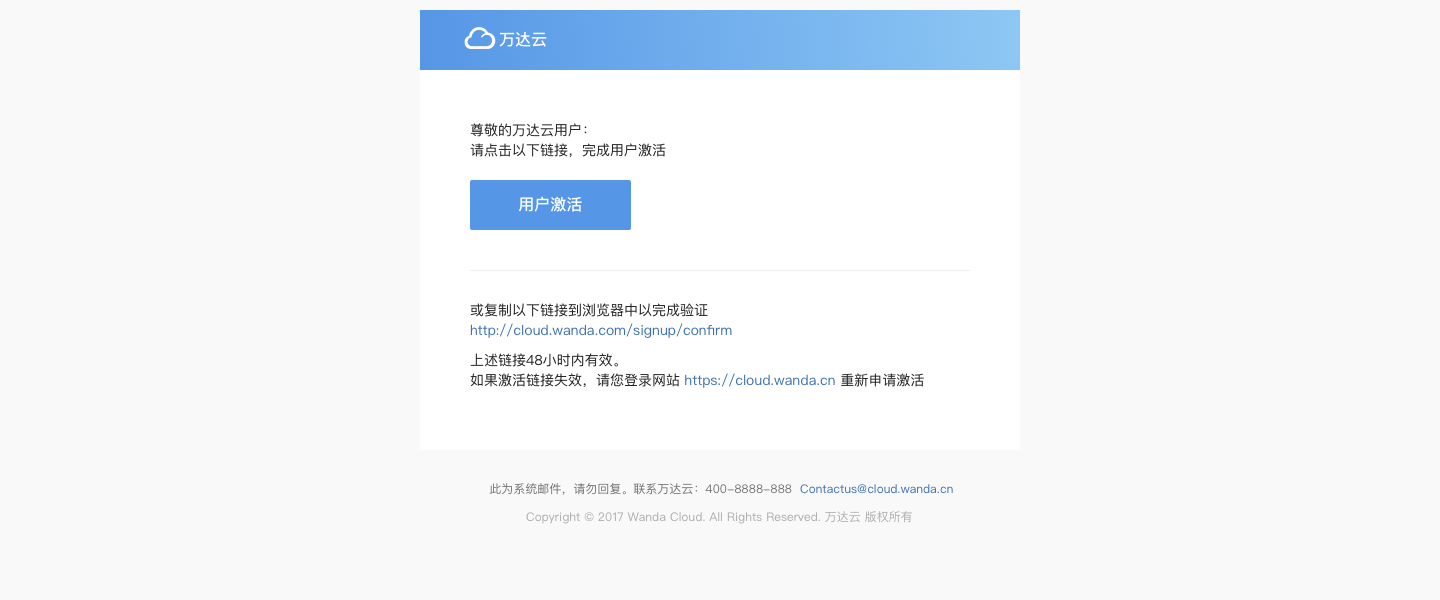 万达云
尊敬的万达云用户：
请点击以下链接，完成用户激活
用户激活
或复制以下链接到浏览器中以完成验证
http://cloud.wanda.com/signup/confirm
上述链接48小时内有效。
如果激活链接失效，请您登录网站 https://cloud.wanda.cn 重新申请激活
此为系统邮件，请勿回复。联系万达云：400-8888-888 Contactus@cloud.wanda.cn
Copyright © 2017 Wanda Cloud. All Rights Reserved. 万达云 版权所有